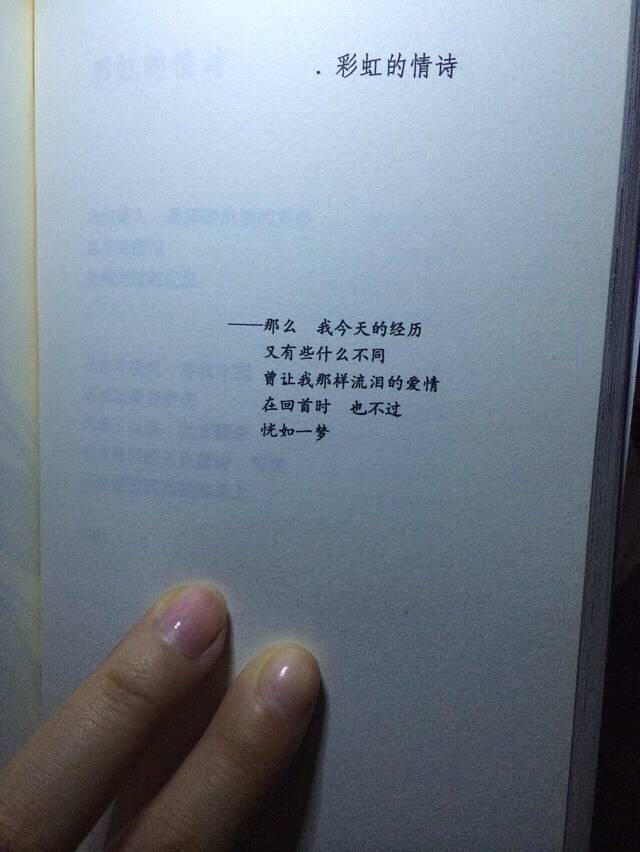 . 彩虹的情诗
——那么　我今天的经历
又有些什么不同
曾让我那样流泪的爱情
在回首时　也不过
恍如一梦